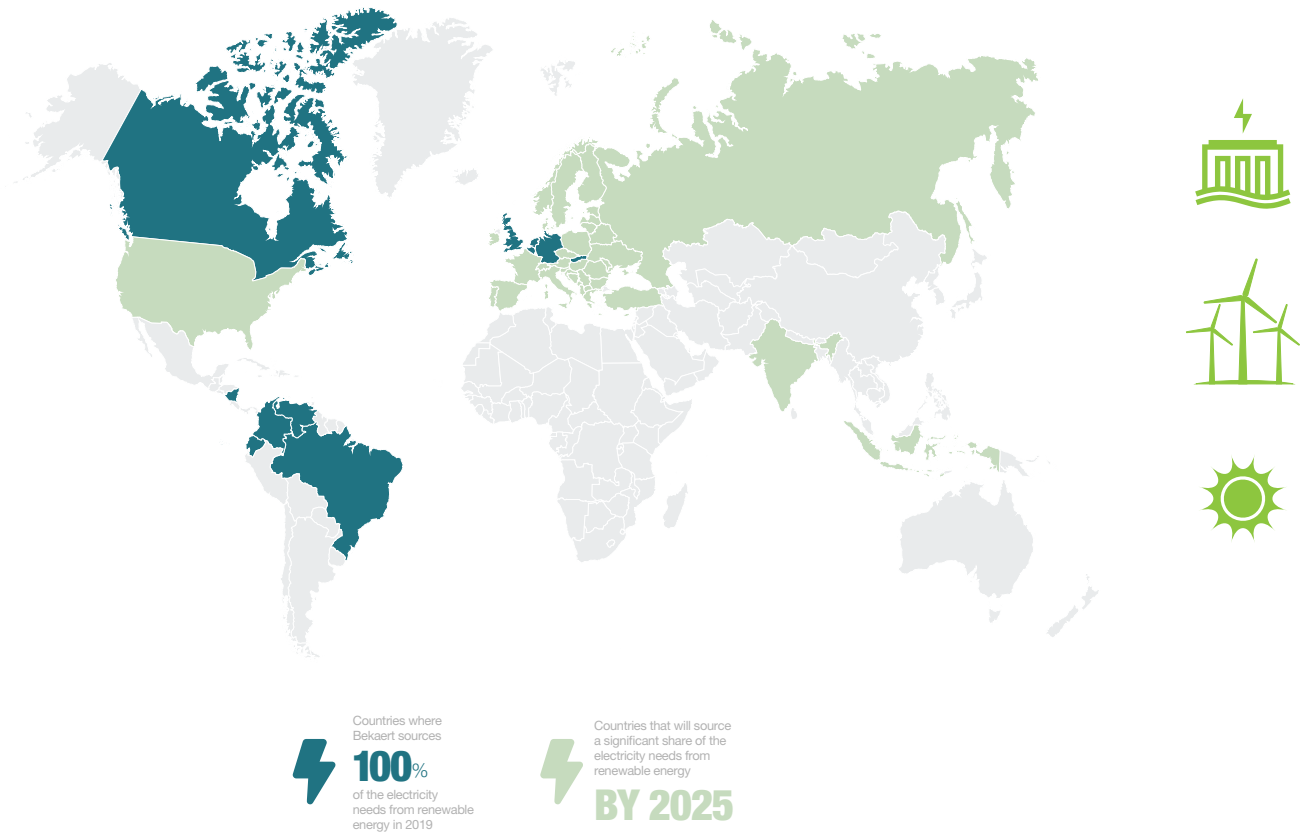 Countries where
Bekaert sources
100%
of the electricity
needs from renewable
energy in 2019
Countries that will source
a significant share of the
electricity needs from
renewable energy
BY 2025